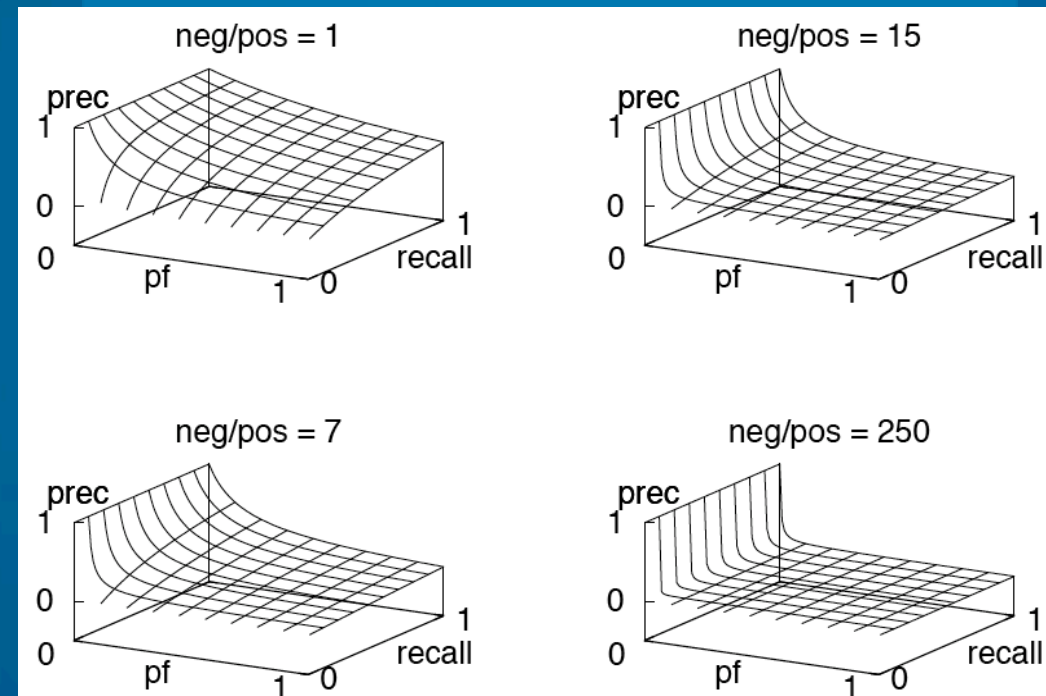 neg/pos = 1
prec
1
0
0
pf
1
0
recall
1
neg/pos = 15
prec
1
0
0
pf
1
0
recall
1
neg/pos = 7
prec
1
0
0
pf
1
0
recall
1
neg/pos = 250
prec
1
0
0
pf
1
0
recall
1